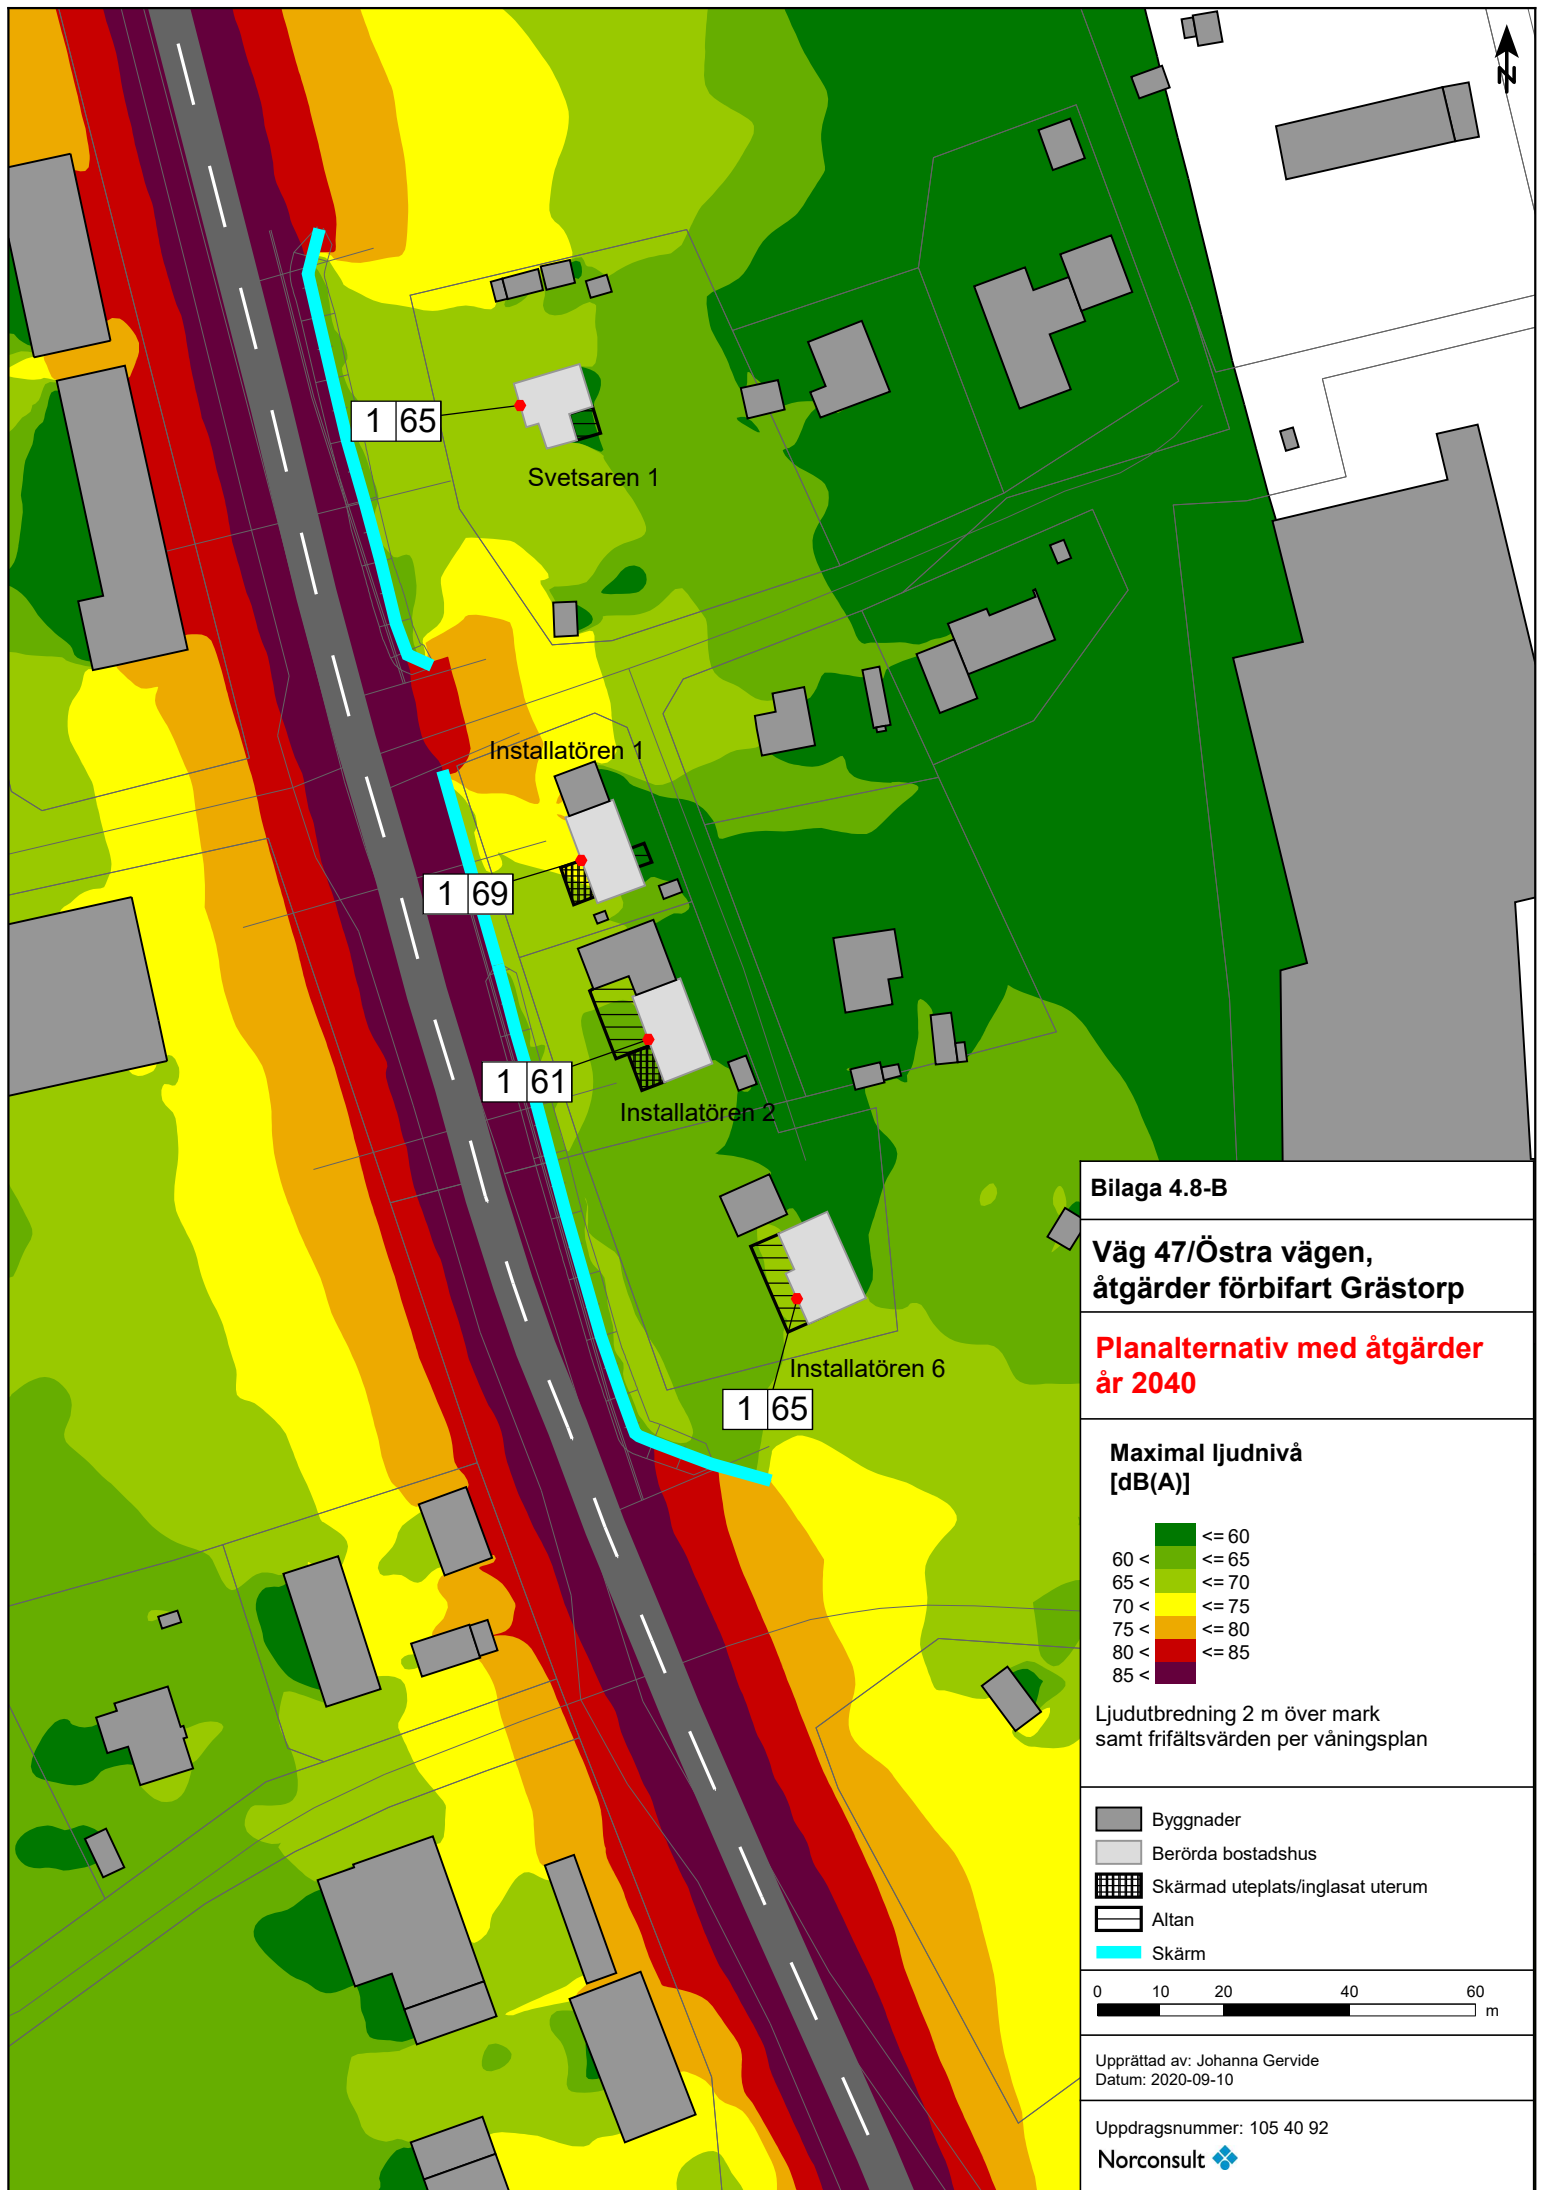 N
1 65
Svetsaren 1
Installatören 1
1 69
1 61
Installatören 2
Installatören 6
1 65
Bilaga 4.8-B
Väg 47/Östra vägen,
åtgärder förbifart Grästorp
Planalternativ med åtgärder
år 2040
Maximal ljudnivå
[dB(A)]
<= 60
60 < <= 65
65 < <= 70
70 < <= 75
75 < <= 80
80 < <= 85
85 <
Ljudutbredning 2 m över mark
samt frifältsvärden per våningsplan
Byggnader
Berörda bostadshus
Skärmad uteplats/inglasat uterum
Altan
Skärm
0 10 20 40 60
m
Upprättad av: Johanna Gervide
Datum: 2020-09-10
Uppdragsnummer: 105 40 92
Norconsult